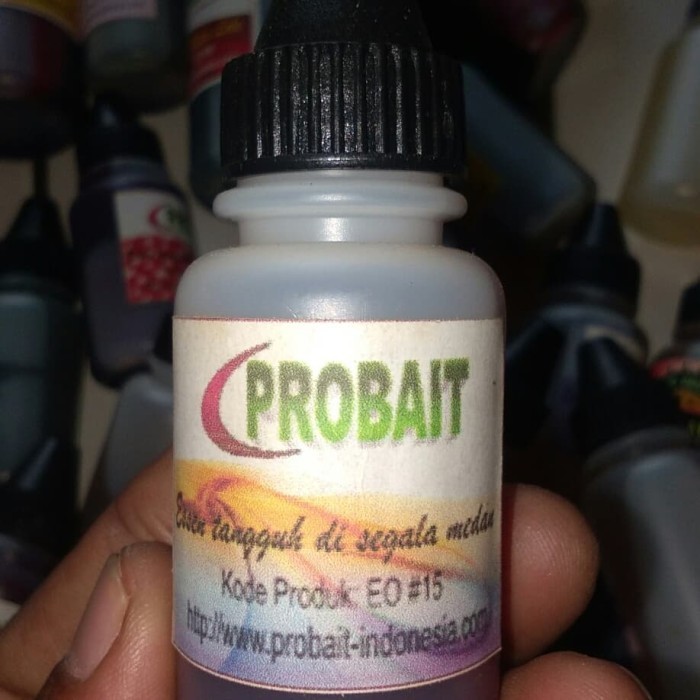 PROBAIT
Essen tangguh di segala medan
Kode Produk: EO #15
http://www.probait-indonesia.com